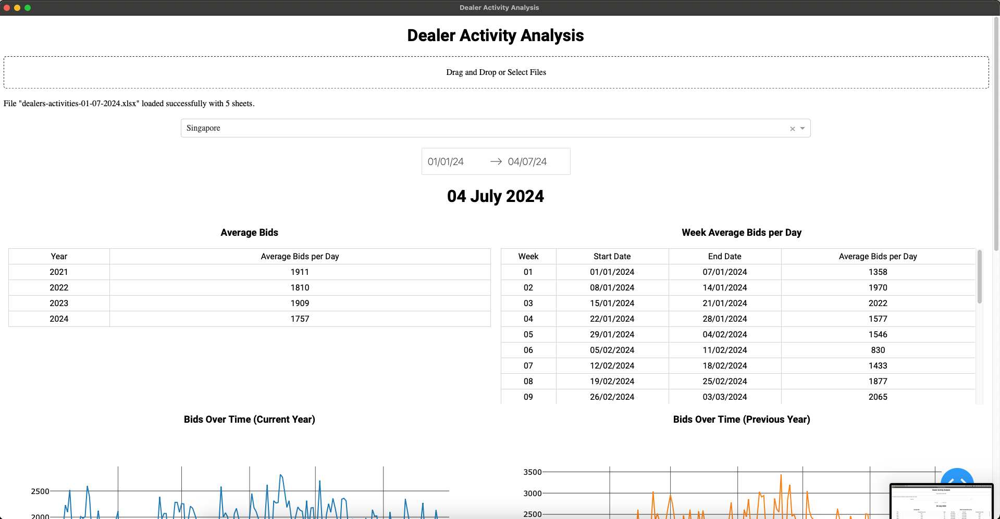 Dealer Activity Analysis
Dealer Activity Analysis
Drag and Drop or Select Files
File "dealers-activities-01-07-2024.xlsx" loaded successfully with 5 sheets.
Singapore
01/01/24 → 04/07/24
04 July 2024
Average Bids
Year Average Bids per Day
2021 1911
2022 1810
2023 1909
2024 1757
Week Average Bids per Day
Week Start Date End Date Average Bids per Day
01 01/01/2024 07/01/2024 1358
02 08/01/2024 14/01/2024 1970
03 15/01/2024 21/01/2024 2022
04 22/01/2024 28/01/2024 1577
05 29/01/2024 04/02/2024 1546
06 05/02/2024 11/02/2024 830
07 12/02/2024 18/02/2024 1433
08 19/02/2024 25/02/2024 1877
09 26/02/2024 03/03/2024 2065
Bids Over Time (Current Year)
2500
2000
Bids Over Time (Previous Year)
3500
3000
2500
Dealer Activity Analysis
04 July 2024